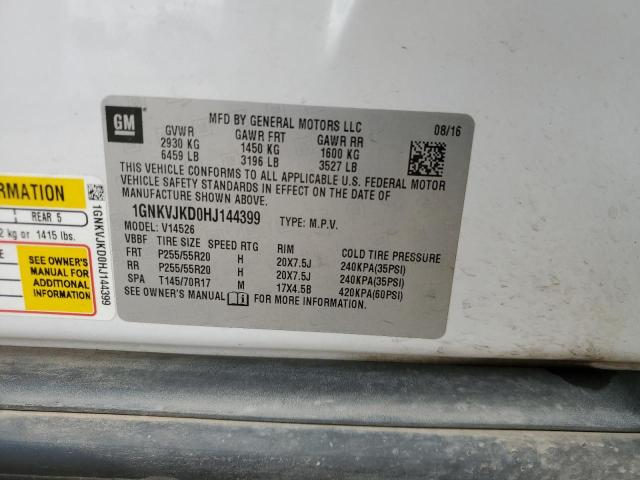 GM
MFD BY GENERAL MOTORS LLC
08/16
GVWR GAWR FRT GAWR RR
2930 KG 1450 KG 1600 KG
6459 LB 3196 LB 3527 LB
THIS VEHICLE CONFORMS TO ALL APPLICABLE U.S. FEDERAL MOTOR
VEHICLE SAFETY STANDARDS IN EFFECT ON THE DATE OF
MANUFACTURE SHOWN ABOVE.
1GNKVJKD0HJ144399 TYPE: M.P.V.
MODEL: V14526
VBBF TIRE SIZE SPEED RTG RIM COLD TIRE PRESSURE
FRT P255/55R20 H 20X7.5J 240KPA(35PSI)
RR P255/55R20 H 20X7.5J 240KPA(35PSI)
SPA T145/70R17 M 17X4.5B 420KPA(60PSI)
SEE OWNER'S MANUAL FOR MORE INFORMATION.
REAR 5
kg or 1415 lbs.
SEE OWNER'S
MANUAL FOR
ADDITIONAL
INFORMATION
1GNKVJKD0HJ144399